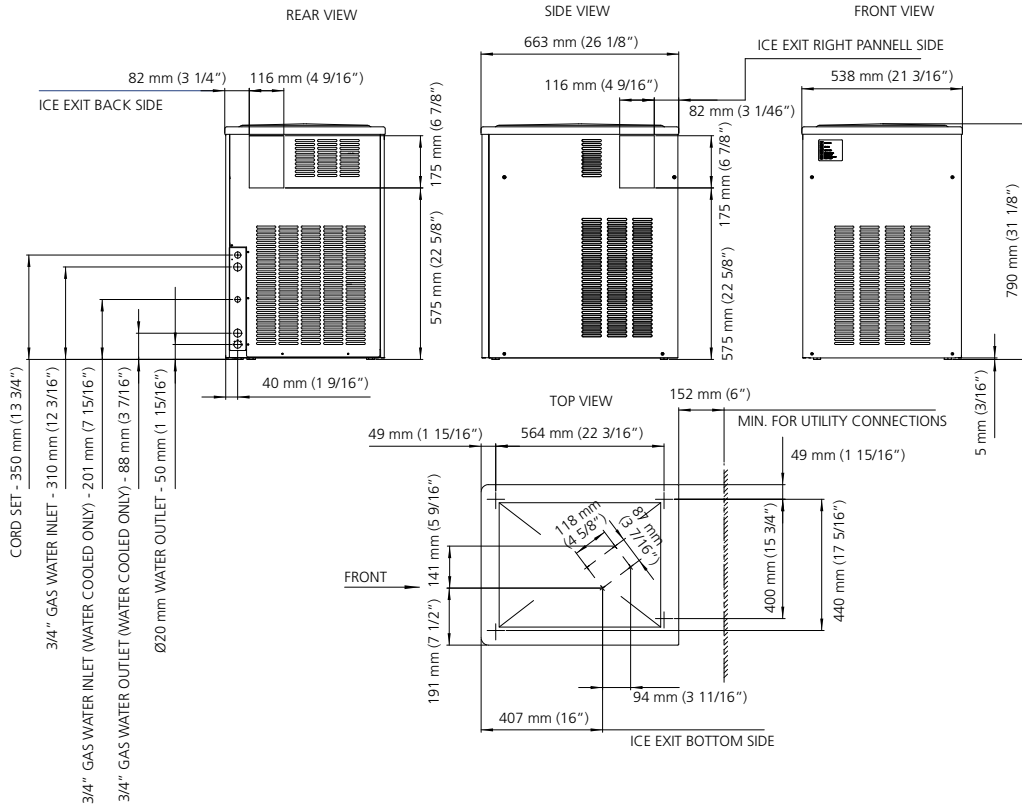 REAR VIEW
SIDE VIEW
FRONT VIEW
663 mm (26 1/8”)
ICE EXIT RIGHT PANNELL SIDE
82 mm (3 1/4”)
116 mm (4 9/16”)
116 mm (4 9/16”)
538 mm (21 3/16”)
ICE EXIT BACK SIDE
82 mm (3 1/46”)
175 mm (6 7/8”)
575 mm (22 5/8”)
175 mm (6 7/8”)
575 mm (22 5/8”)
790 mm (31 1/8”)
5 mm (3/16”)
40 mm (1 9/16”)
CORD SET - 350 mm (13 3/4”)
3/4” GAS WATER INLET - 310 mm (12 3/16”)
3/4” GAS WATER INLET (WATER COOLED ONLY) - 201 mm (7 15/16”)
3/4” GAS WATER OUTLET (WATER COOLED ONLY) - 88 mm (3 7/16”)
Ø20 mm WATER OUTLET - 50 mm (1 15/16”)
TOP VIEW
152 mm (6”)
MIN. FOR UTILITY CONNECTIONS
49 mm (1 15/16”)
564 mm (22 3/16”)
49 mm (1 15/16”)
118 mm
(4 5/8”)
87 mm
(3 7/16”)
141 mm (5 9/16”)
191 mm (7 1/2”)
400 mm (15 3/4”)
440 mm (17 5/16”)
FRONT
94 mm (3 11/16”)
407 mm (16”)
ICE EXIT BOTTOM SIDE